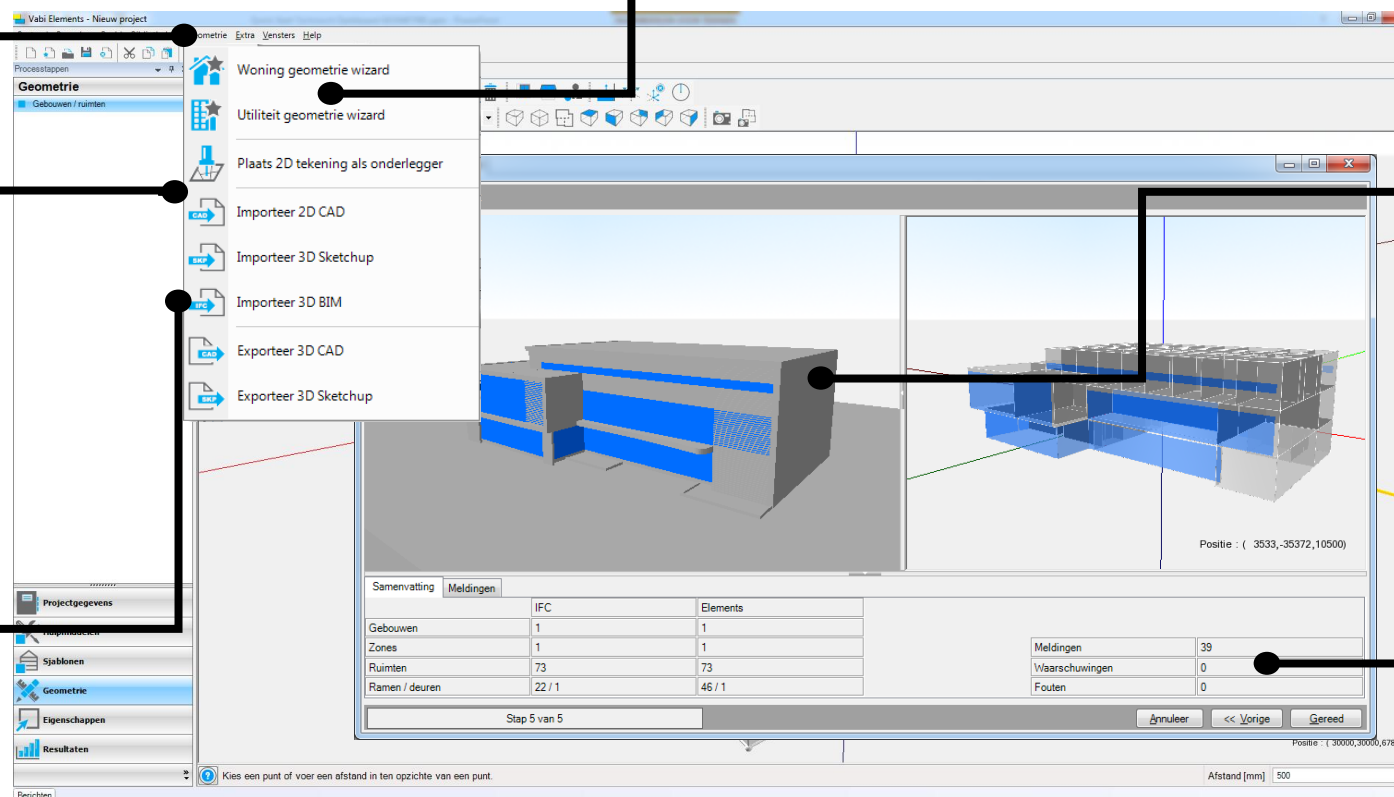 Vabi Elements - Nieuw project
ometrie Extra Vensters Help
Processtappen
Geometrie
Gebouwen / ruimten
Woning geometrie wizard
Utiliteit geometrie wizard
Plaats 2D tekening als onderlegger
CAD Importeer 2D CAD
SKP Importeer 3D Sketchup
IFC Importeer 3D BIM
CAD Exporteer 3D CAD
SKP Exporteer 3D Sketchup
Positie : ( 3533,-35372,10500)
Samenvatting Meldingen
IFC Elements
Gebouwen 1 1
Zones 1 1 Meldingen 39
Ruimten 73 73 Waarschuwingen 0
Ramen / deuren 22 / 1 46 / 1 Fouten 0
Stap 5 van 5 Annuleer << Vorige Gereed
Projectgegevens
Sjablonen
Geometrie
Eigenschappen
Resultaten
Positie : ( 30000,30000,678
Kies een punt of voer een afstand in ten opzichte van een punt.
Afstand [mm] 500
Berichten